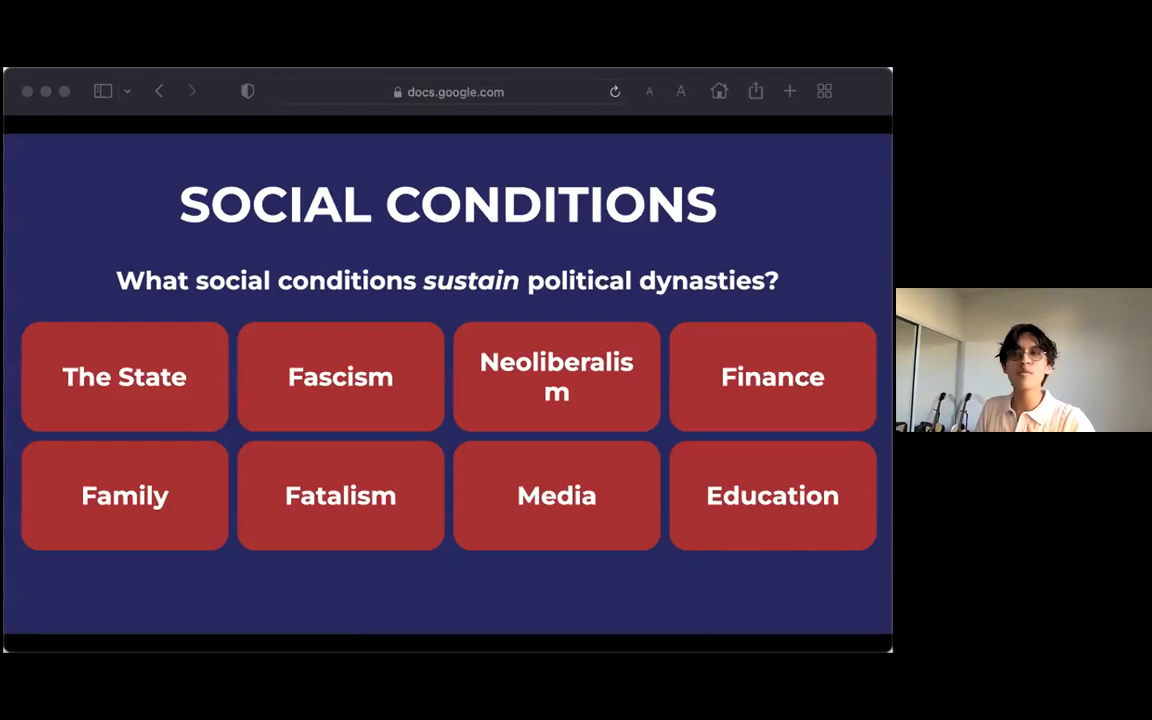 docs.google.com
A A
SOCIAL CONDITIONS
What social conditions sustain political dynasties?
The State
Fascism
Neoliberalis
m
Finance
Family
Fatalism
Media
Education